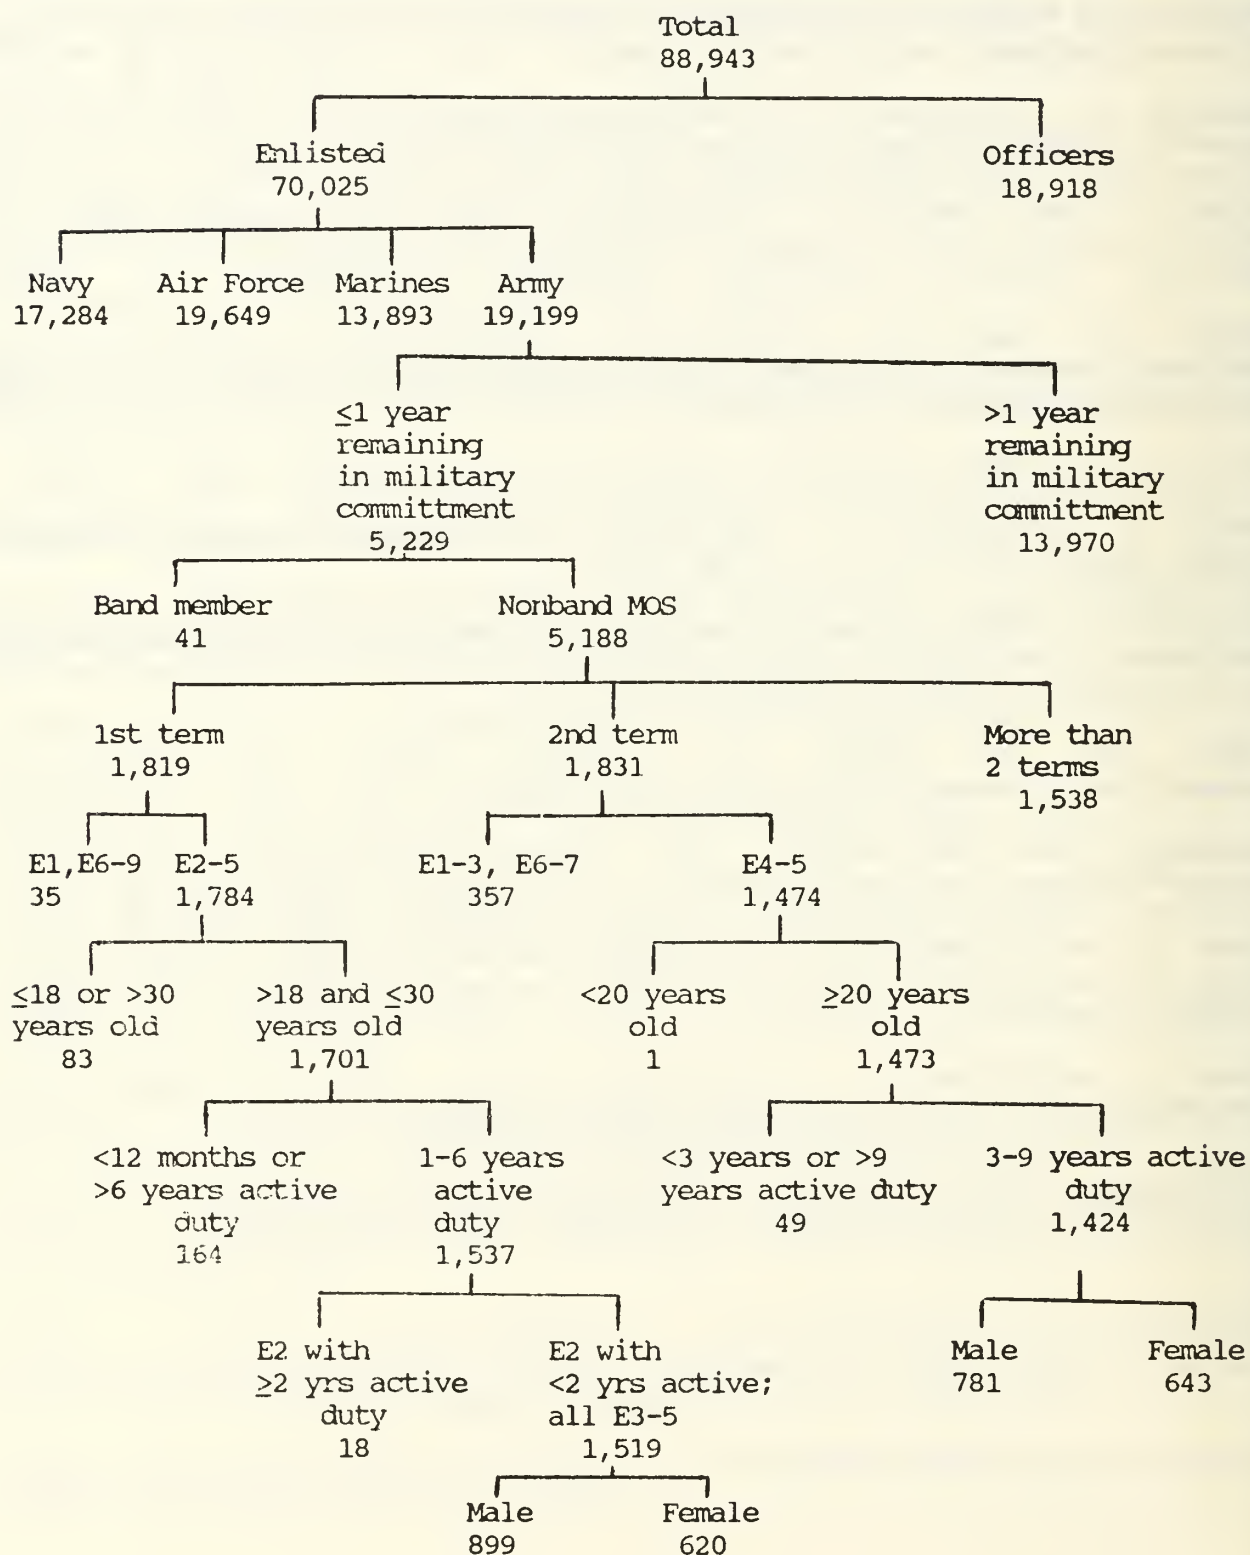 Total
88,943
Enlisted
70,025
Officers
18,918
Navy
17,284
Air Force
19,649
Marines
13,893
Army
19,199
≤1 year
remaining
in military
committment
5,229
>1 year
remaining
in military
committment
13,970
Band member
41
Nonband MOS
5,188
1st term
1,819
2nd term
1,831
More than
2 terms
1,538
E1,E6-9
35
E2-5
1,784
E1-3, E6-7
357
E4-5
1,474
≤18 or >30
years old
83
>18 and ≤30
years old
1,701
<20 years
old
1
≥20 years
old
1,473
<12 months or
>6 years active
duty
164
1-6 years
active
duty
1,537
<3 years or >9
years active duty
49
3-9 years active
duty
1,424
E2 with
≥2 yrs active
duty
18
E2 with
<2 yrs active;
all E3-5
1,519
Male
781
Female
643
Male
899
Female
620